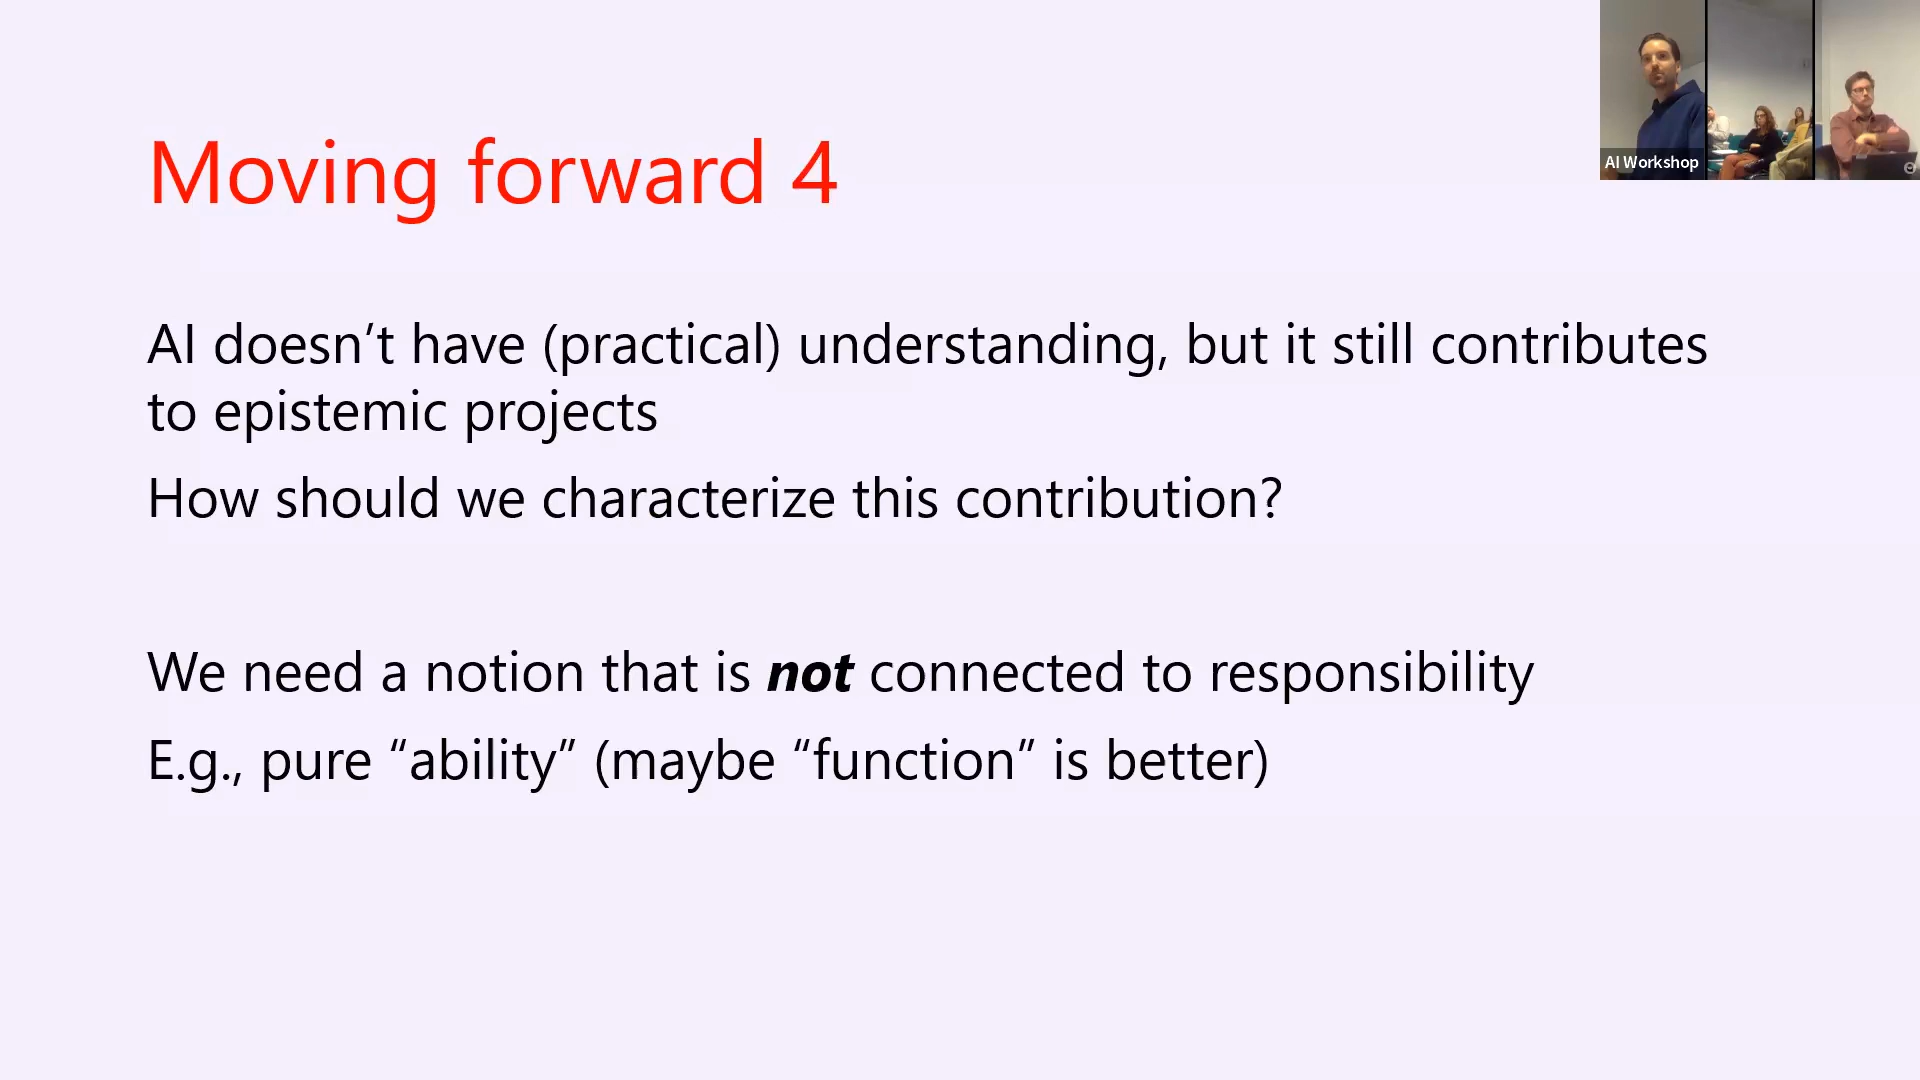 AI Workshop
Moving forward 4
AI doesn’t have (practical) understanding, but it still contributes
to epistemic projects
How should we characterize this contribution?
We need a notion that is not connected to responsibility
E.g., pure “ability” (maybe “function” is better)